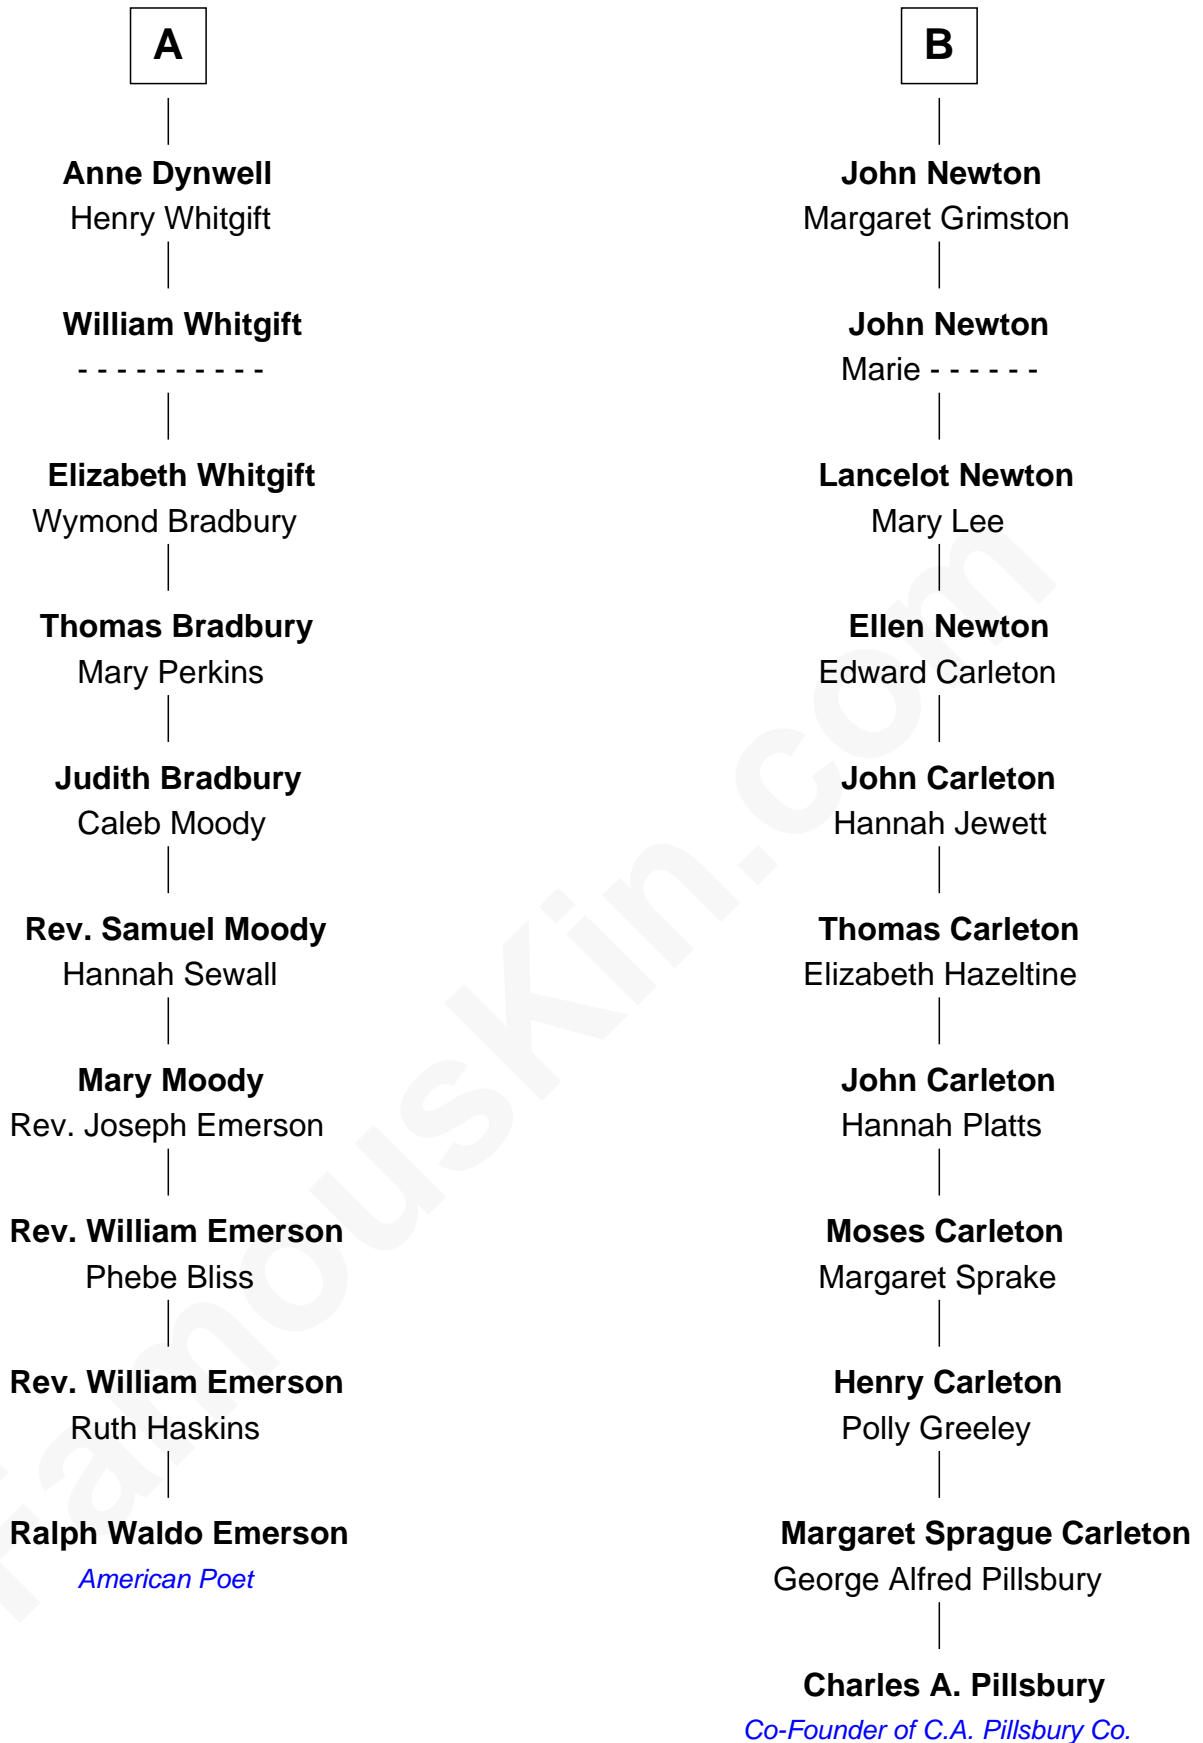 A
Anne Dynwell
Henry Whitgift
William Whitgift
- - - - - - - - - -
Elizabeth Whitgift
Wymond Bradbury
Thomas Bradbury
Mary Perkins
Judith Bradbury
Caleb Moody
Rev. Samuel Moody
Hannah Sewall
Mary Moody
Rev. Joseph Emerson
Rev. William Emerson
Phebe Bliss
Rev. William Emerson
Ruth Haskins
Ralph Waldo Emerson
American Poet
B
John Newton
Margaret Grimston
John Newton
Marie - - - - - -
Lancelot Newton
Mary Lee
Ellen Newton
Edward Carleton
John Carleton
Hannah Jewett
Thomas Carleton
Elizabeth Hazeltine
John Carleton
Hannah Platts
Moses Carleton
Margaret Sprake
Henry Carleton
Polly Greeley
Margaret Sprague Carleton
George Alfred Pillsbury
Charles A. Pillsbury
Co-Founder of C.A. Pillsbury Co.
FamousKin.com